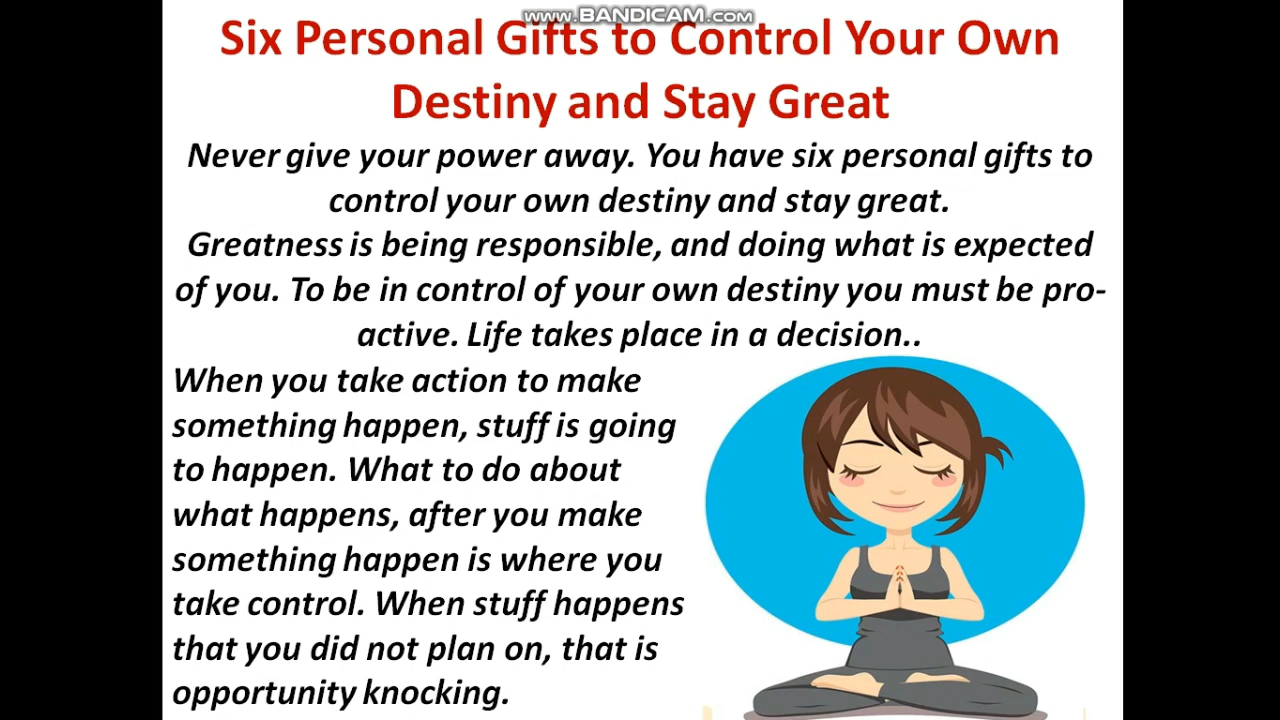 www.BANDICAM.com
Six Personal Gifts to Control Your Own
Destiny and Stay Great
Never give your power away. You have six personal gifts to
control your own destiny and stay great.
Greatness is being responsible, and doing what is expected
of you. To be in control of your own destiny you must be pro-
active. Life takes place in a decision..
When you take action to make
something happen, stuff is going
to happen. What to do about
what happens, after you make
something happen is where you
take control. When stuff happens
that you did not plan on, that is
opportunity knocking.